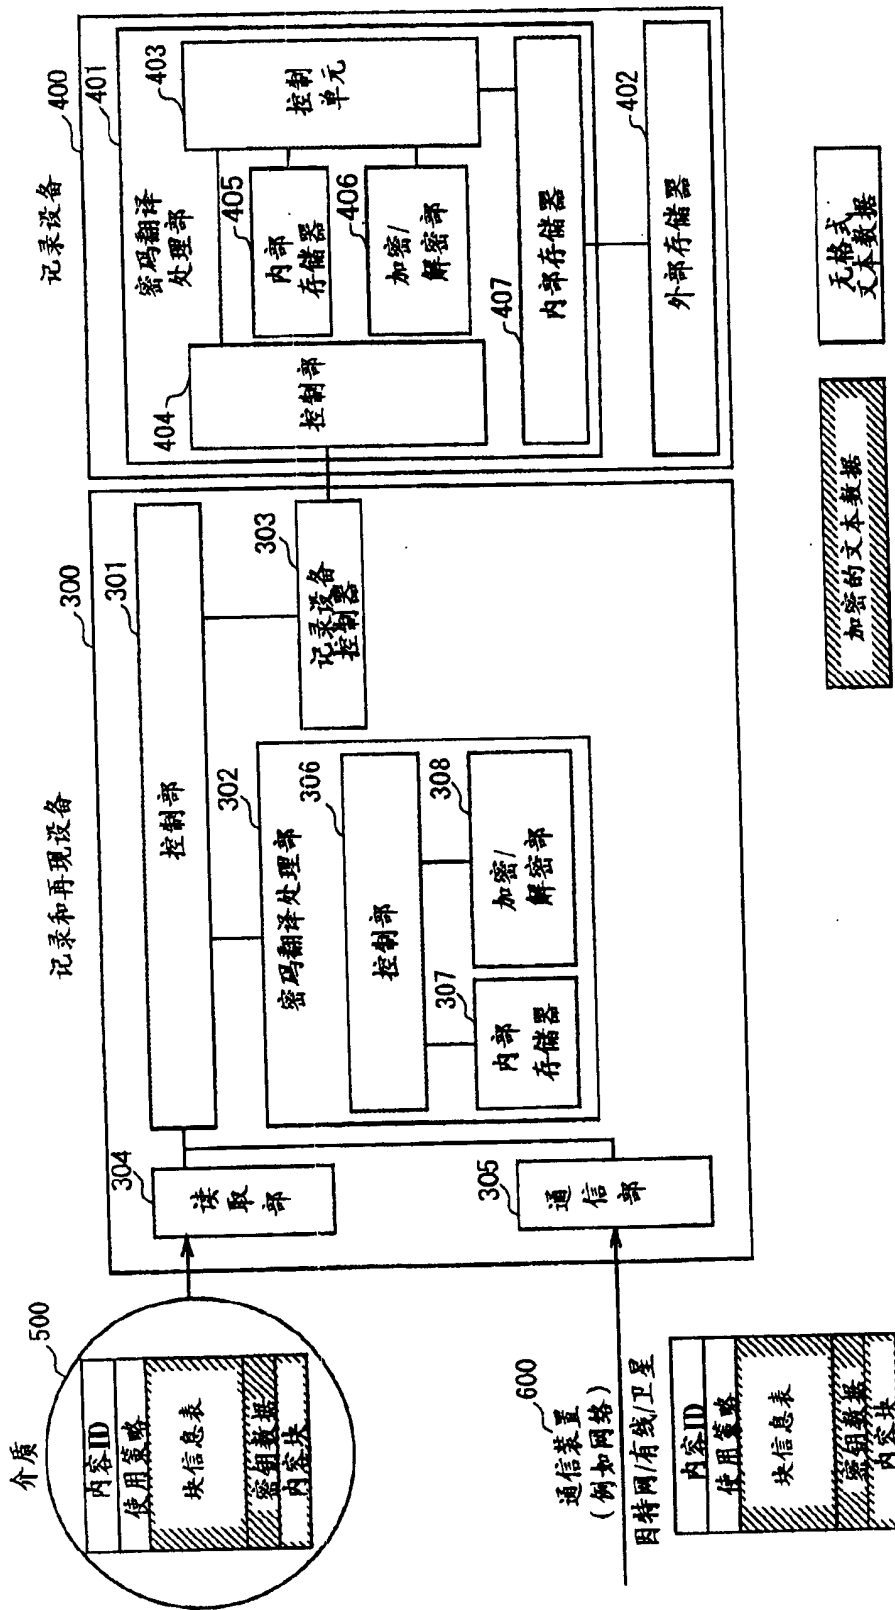 介质
500
内容ID
使用策略
块信息表
密钥数据
内容块
600
通信装置
(例如网络)
因特网/有线/卫星
内容ID
使用策略
块信息表
密钥数据
内容块
记录和再现设备
300
301
控制部
302
密码翻译处理部
306
控制部
307
内部
存储器
308
加密/
解密部
303
记录设备
控制器
304
读取部
305
通信部
记录设备
400
401
密码翻译
处理部
403
控制
单元
404
控制部
405
内部
存储器
406
加密/
解密部
407
内部存储器
402
外部存储器
加密的文本数据
无格式
文本数据